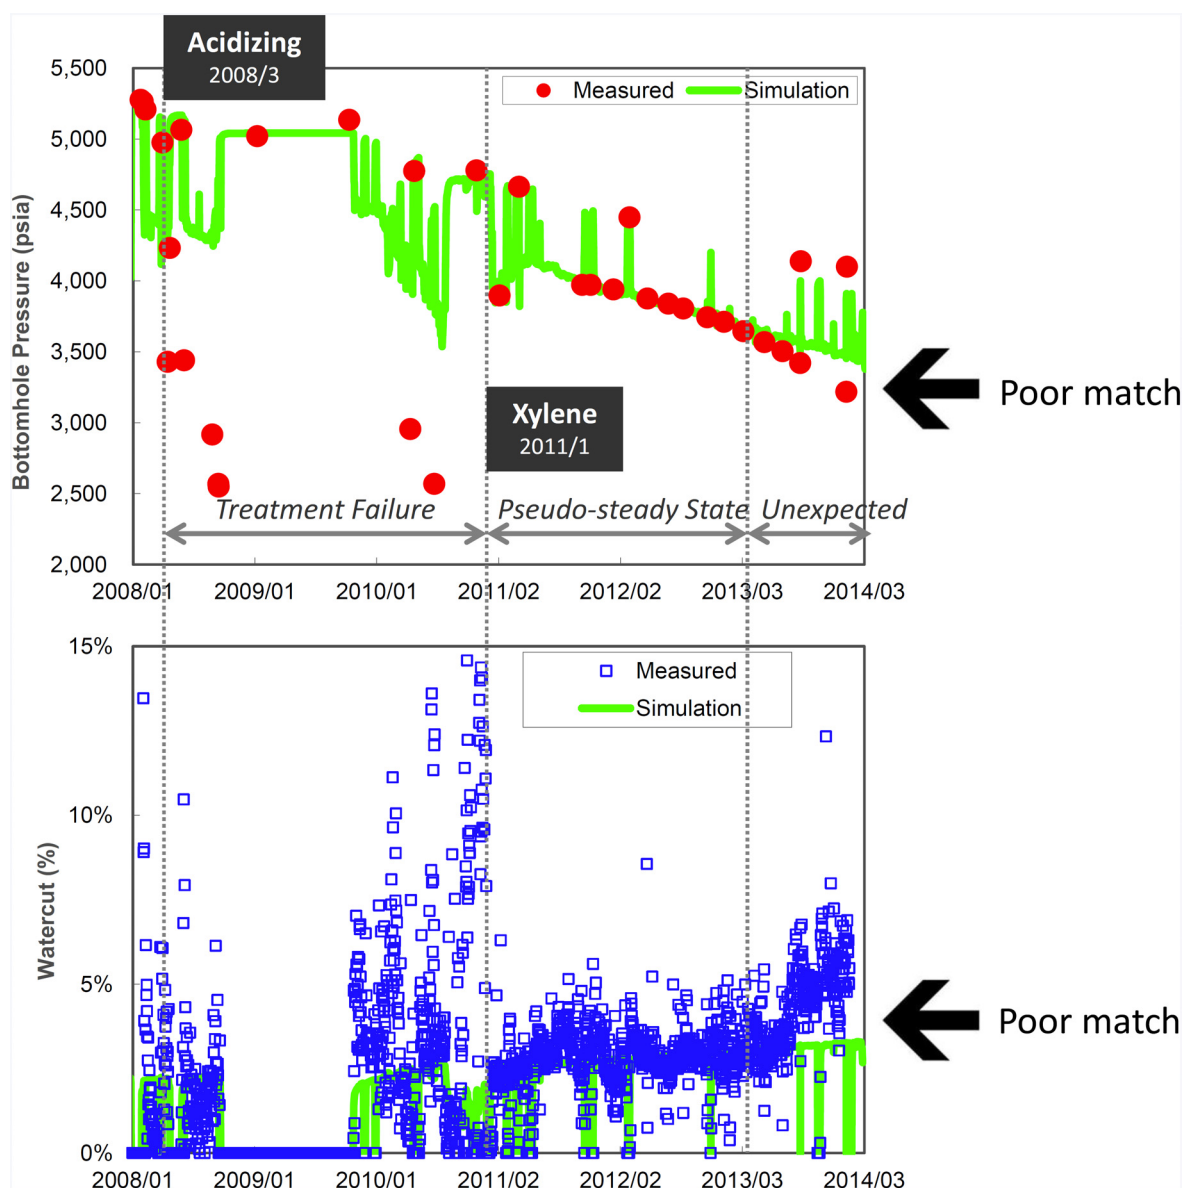 Acidizing
2008/3
5,500
Measured
Simulation
5,000
4,500
4,000
3,500
3,000
2,500
2,000
Bottomhole Pressure (psia)
Poor match
Xylene
2011/1
Treatment Failure
Pseudo-steady State
Unexpected
2008/01
2009/01
2010/01
2011/02
2012/02
2013/03
2014/03
15%
Measured
Simulation
10%
5%
0%
Watercut (%)
Poor match
2008/01
2009/01
2010/01
2011/02
2012/02
2013/03
2014/03